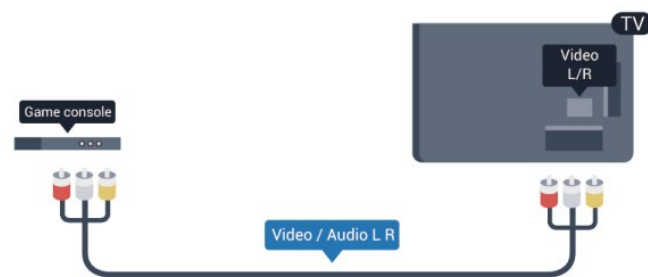 TV
Video
L/R
Game console
Video / Audio L R